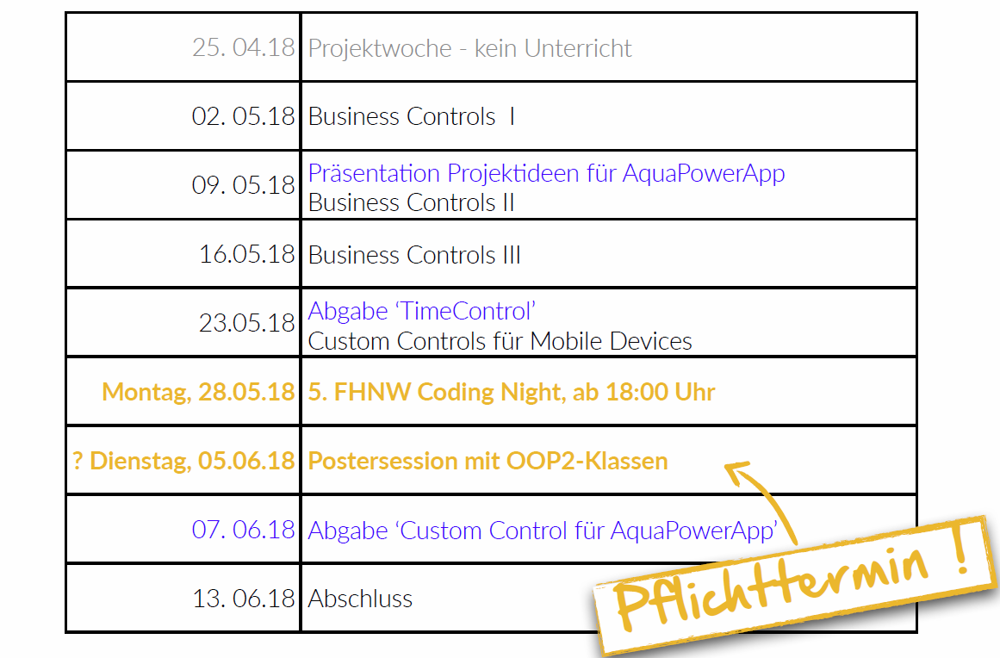 25. 04.18 Projektwoche - kein Unterricht
02. 05.18 Business Controls  I
09. 05.18 Präsentation Projektideen für AquaPowerApp
Business Controls II
16.05.18 Business Controls III
23.05.18 Abgabe ‘TimeControl’
Custom Controls für Mobile Devices
Montag, 28.05.18 5. FHNW Coding Night, ab 18:00 Uhr
? Dienstag, 05.06.18 Postersession mit OOP2-Klassen
07. 06.18 Abgabe ‘Custom Control für AquaPowerApp’
Pflichttermin !
13. 06.18 Abschluss